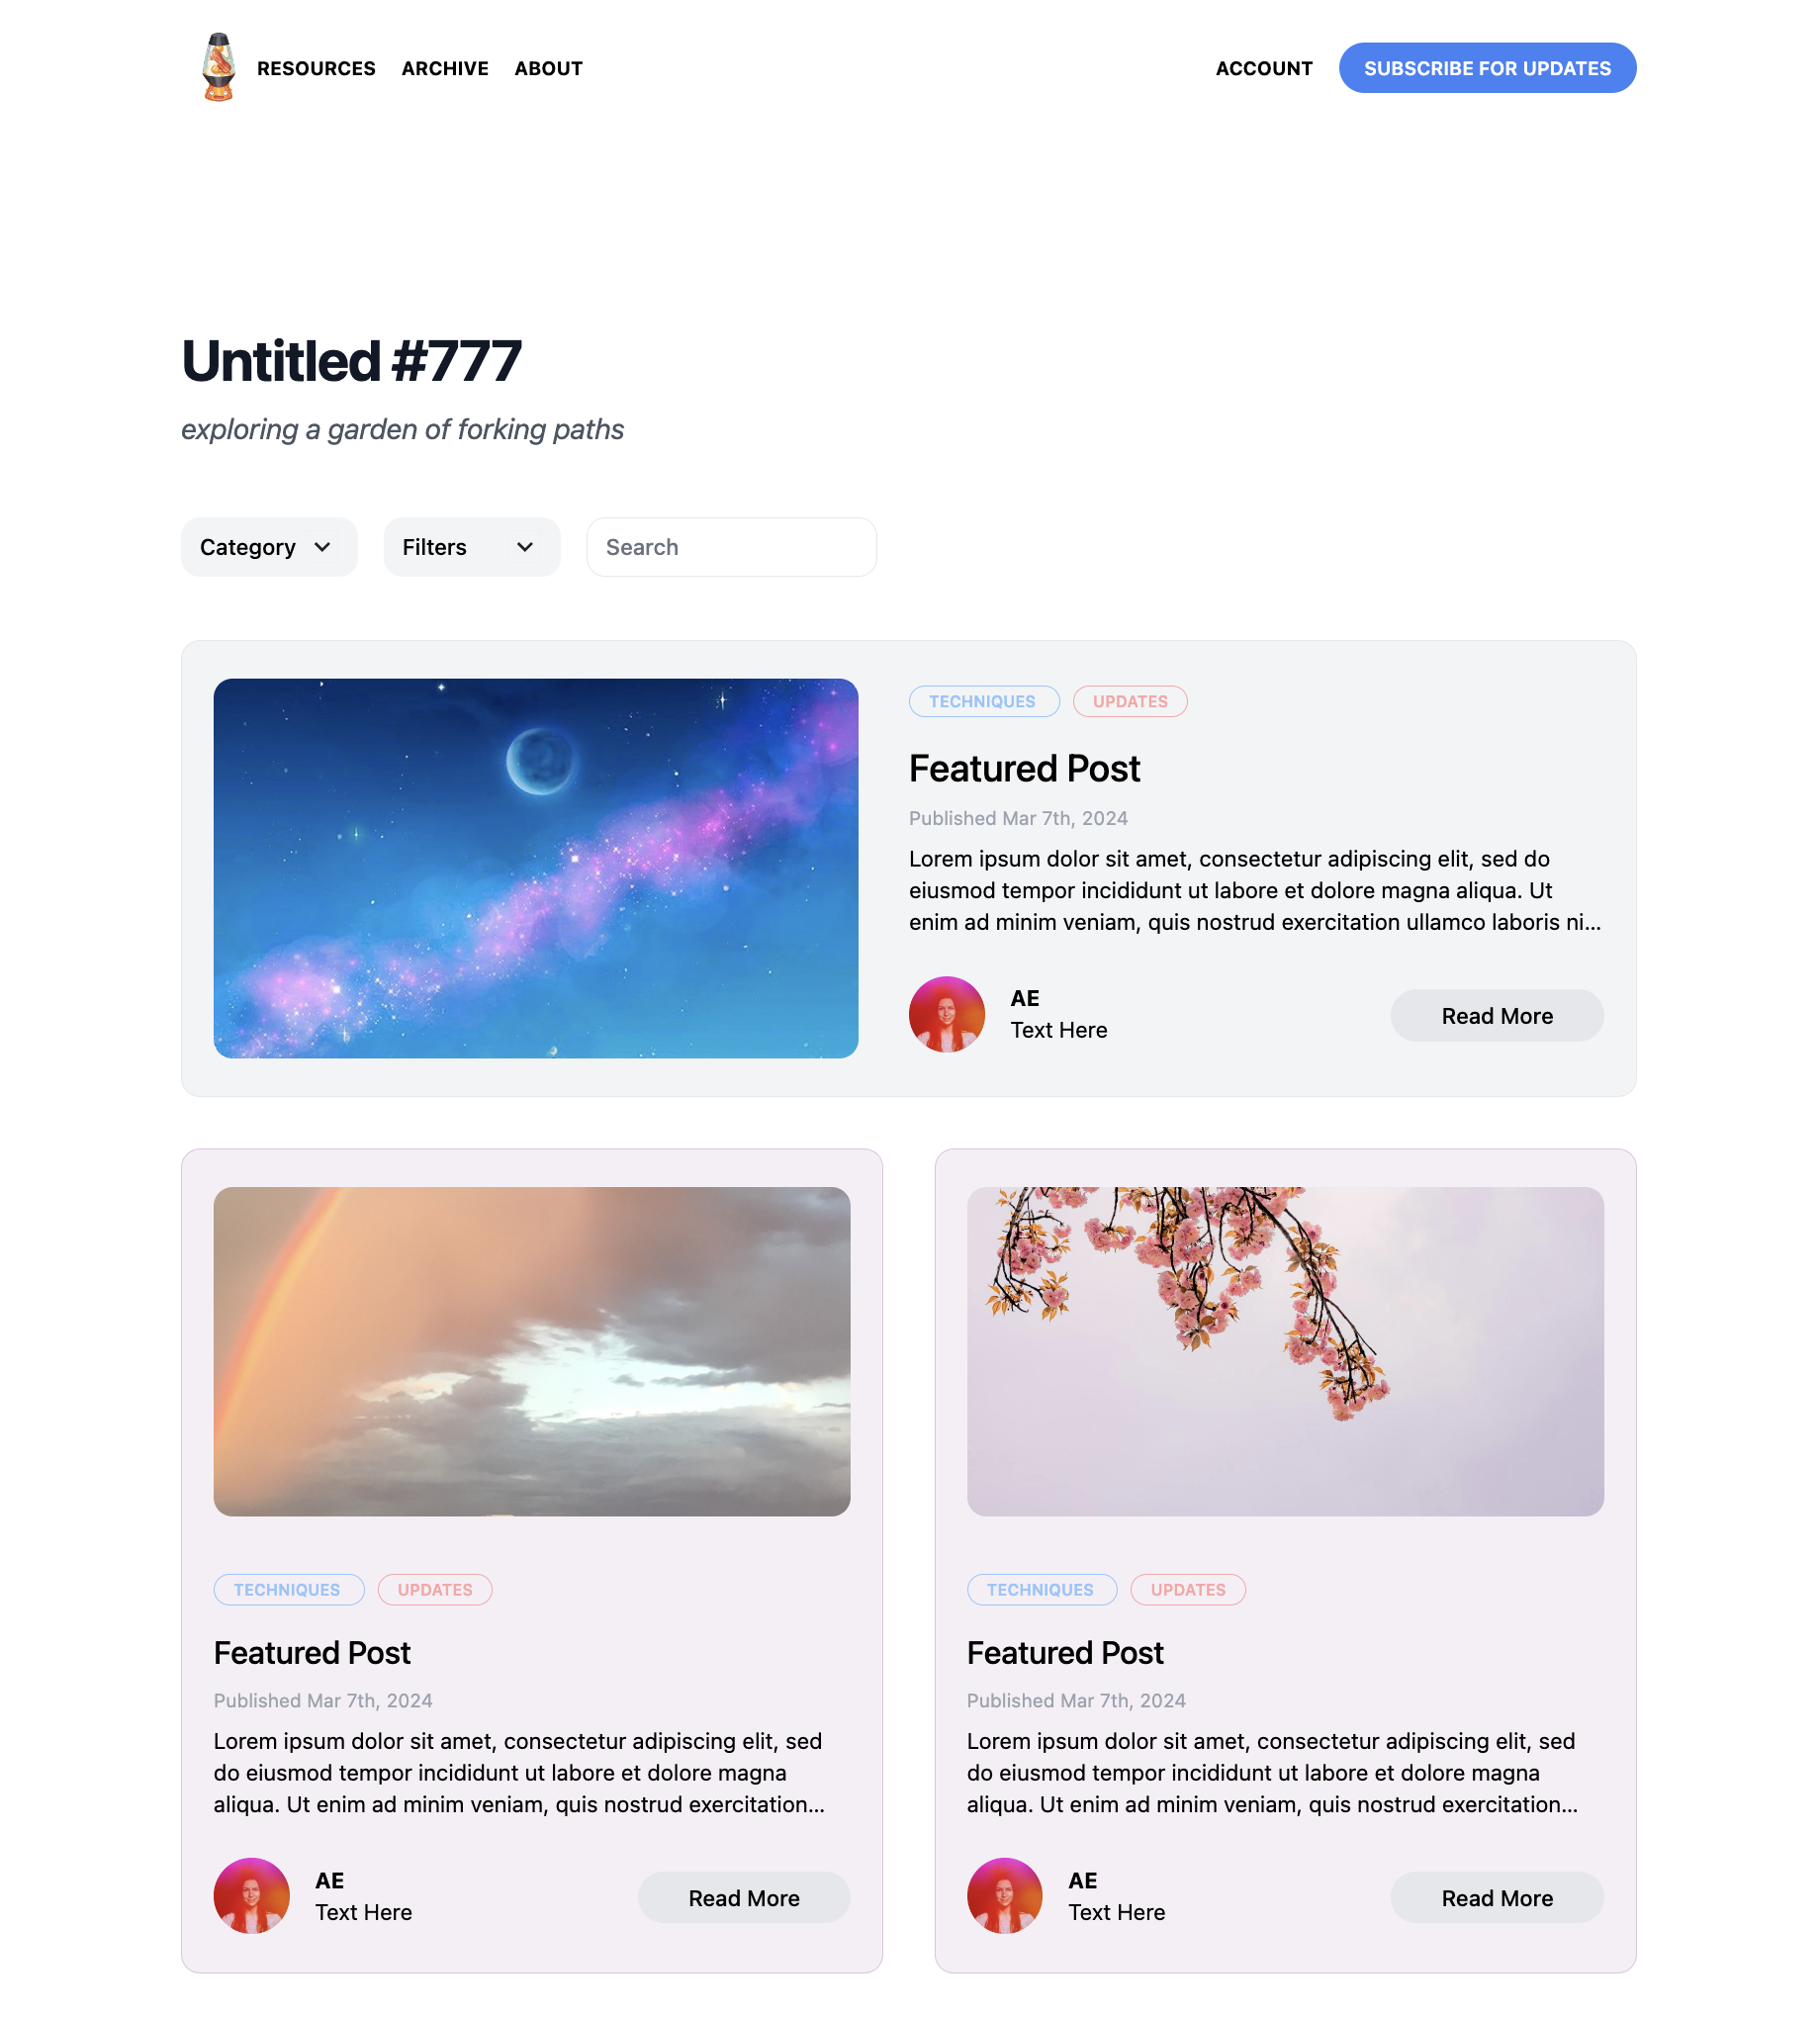 RESOURCES ARCHIVE ABOUT ACCOUNT SUBSCRIBE FOR UPDATES
Untitled #777
exploring a garden of forking paths
Category Filters Search
TECHNIQUES UPDATES
Featured Post
Published Mar 7th, 2024
Lorem ipsum dolor sit amet, consectetur adipiscing elit, sed do
eiusmod tempor incididunt ut labore et dolore magna aliqua. Ut
enim ad minim veniam, quis nostrud exercitation ullamco laboris ni...
AE
Text Here
Read More
TECHNIQUES UPDATES
Featured Post
Published Mar 7th, 2024
Lorem ipsum dolor sit amet, consectetur adipiscing elit, sed
do eiusmod tempor incididunt ut labore et dolore magna
aliqua. Ut enim ad minim veniam, quis nostrud exercitation...
AE
Text Here
Read More
TECHNIQUES UPDATES
Featured Post
Published Mar 7th, 2024
Lorem ipsum dolor sit amet, consectetur adipiscing elit, sed
do eiusmod tempor incididunt ut labore et dolore magna
aliqua. Ut enim ad minim veniam, quis nostrud exercitation...
AE
Text Here
Read More